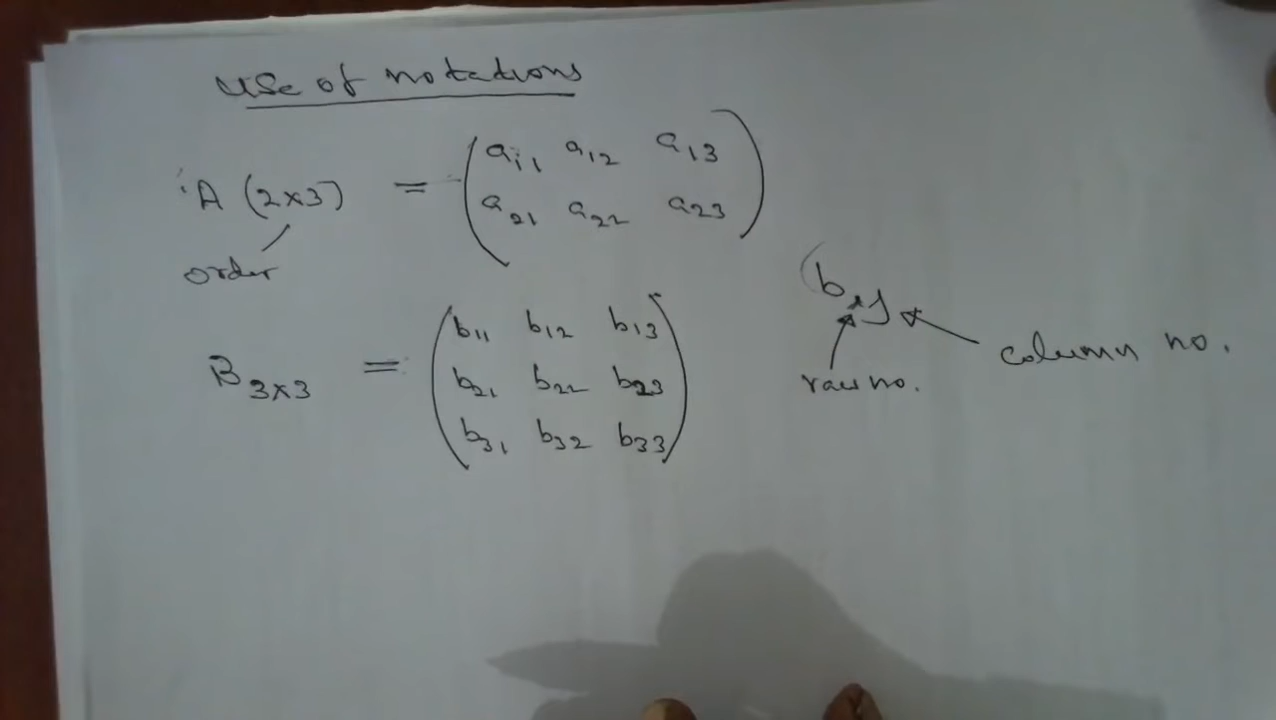 Use of notations
A (2×3) = (a11 a12 a13
a21 a22 a23)
order
B3×3 = (b11 b12 b13
b21 b22 b23
b31 b32 b33)
(bij
column no.
row no.